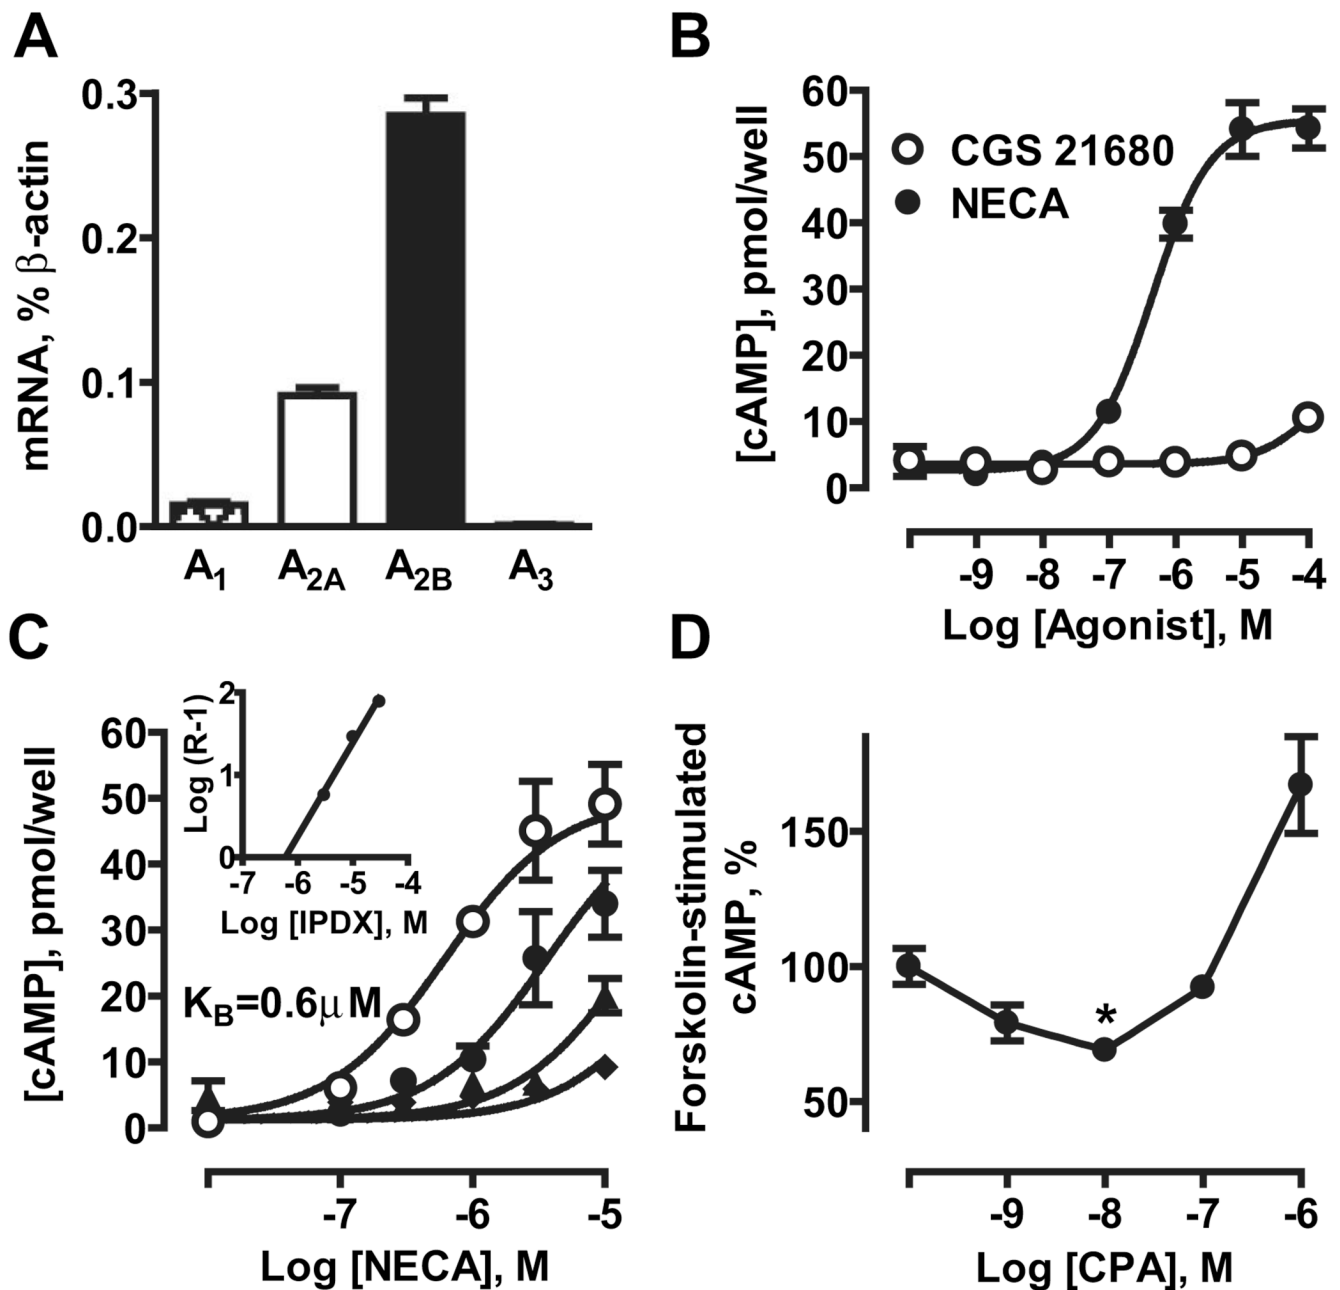 A
mRNA, % β-actin
0.3
0.2
0.1
0.0
A1 A2A A2B A3
B
[cAMP], pmol/well
60
50
40
30
20
10
0
CGS 21680
NECA
-9 -8 -7 -6 -5 -4
Log [Agonist], M
C
[cAMP], pmol/well
60
50
40
30
20
10
0
Log (R-1)
2
1
0
-7 -6 -5 -4
Log [IPDX], M
KB=0.6μM
-7 -6 -5
Log [NECA], M
D
Forskolin-stimulated
cAMP, %
150
100
50
*
-9 -8 -7 -6
Log [CPA], M